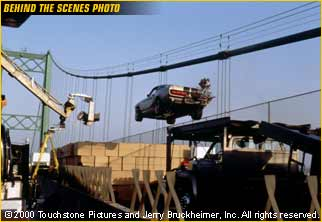 BEHIND THE SCENES PHOTO
©2000 Touchstone Pictures and Jerry Bruckheimer, Inc. All rights reserved.